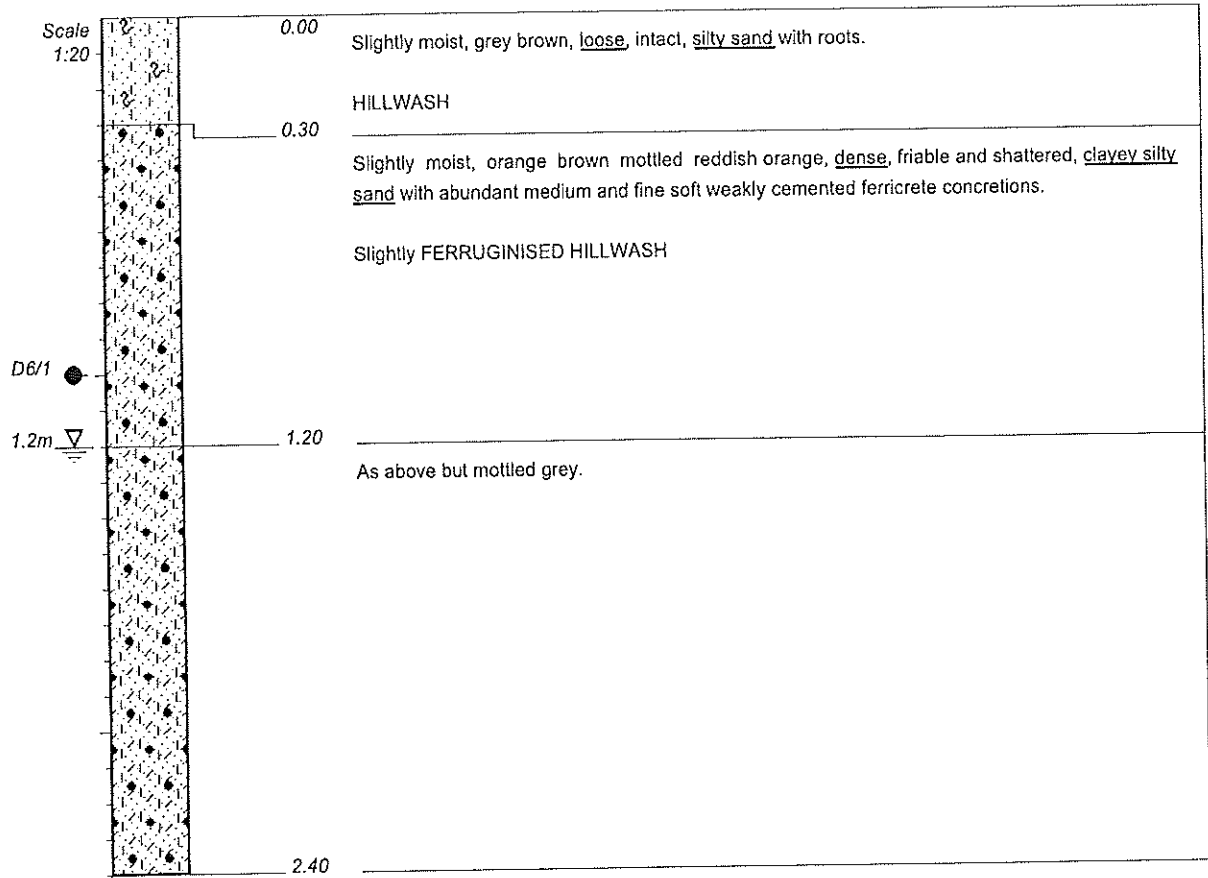 Scale
1:20
0.00
Slightly moist, grey brown, loose, intact, silty sand with roots.
HILLWASH
0.30
Slightly moist, orange brown mottled reddish orange, dense, friable and shattered, clayey silty
sand with abundant medium and fine soft weakly cemented ferricrete concretions.
Slightly FERRUGINISED HILLWASH
D6/1
1.2m
1.20
As above but mottled grey.
2.40